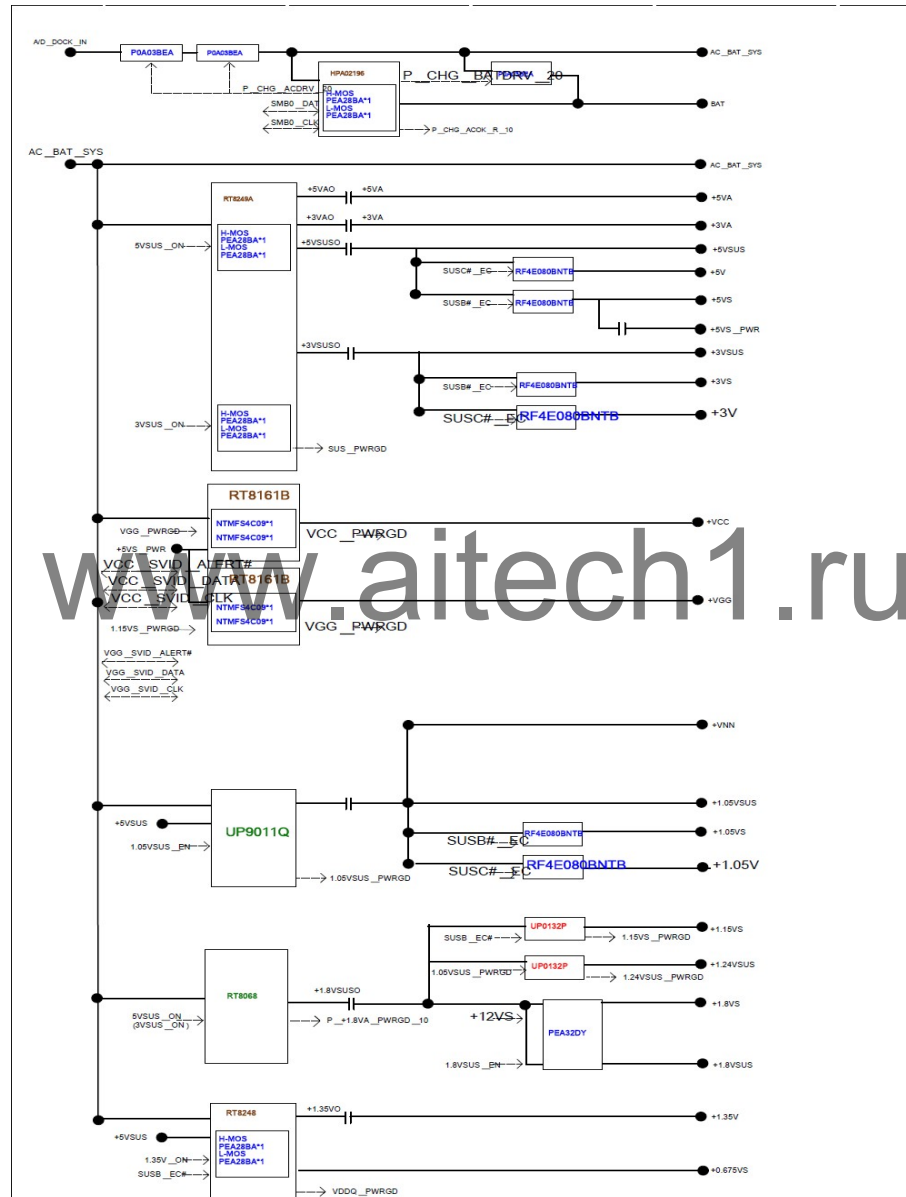 A/D_DOCK_IN
P0A03BEA
P0A03BEA
AC_BAT_SYS
HPA02196
P_CHG_BATDRV_20
P_CHG_ACDRV_20
H-MOS
PEA28BA*1
L-MOS
PEA28BA*1
SMB0_DAT
SMB0_CLK
BAT
P_CHG_ACOK_R_10
AC_BAT_SYS
AC_BAT_SYS
RT8249A
+5VAO
+5VA
+5VA
+3VAO
+3VA
+3VA
5VSUS_ON
H-MOS
PEA28BA*1
L-MOS
PEA28BA*1
+5VSUSO
+5VSUS
SUSC#_EC
RF4E080BNTB
+5V
SUSB#_EC
RF4E080BNTB
+5VS
+5VS_PWR
+3VSUSO
+3VSUS
SUSB#_EC
RF4E080BNTB
+3VS
SUSC#_EC
RF4E080BNTB
+3V
3VSUS_ON
H-MOS
PEA28BA*1
L-MOS
PEA28BA*1
SUS_PWRGD
RT8161B
VGG_PWRGD
NTMFS4C09*1
NTMFS4C09*1
VCC_PWRGD
+VCC
+5VS_PWR
www.aitech1.ru
VCC_SVID_ALERT#
VCC_SVID_DATA
VCC_SVID_CLK
RT8161B
NTMFS4C09*1
NTMFS4C09*1
+VGG
1.15VS_PWRGD
VGG_PWRGD
VGG_SVID_ALERT#
VGG_SVID_DATA
VGG_SVID_CLK
+VNN
+5VSUS
1.05VSUS_EN
UP9011Q
+1.05VSUS
SUSB#_EC
RF4E080BNTB
+1.05VS
SUSC#_EC
RF4E080BNTB
+1.05V
1.05VSUS_PWRGD
SUSB_EC#
UP0132P
1.15VS_PWRGD
+1.15VS
1.05VSUS_PWRGD
UP0132P
1.24VSUS_PWRGD
+1.24VSUS
RT8068
+1.8VSUSO
5VSUS_ON
(3VSUS_ON)
P_+1.8VA_PWRGD_10
+12VS
PEA32DY
+1.8VS
1.8VSUS_EN
+1.8VSUS
RT8248
+1.35VO
+1.35V
+5VSUS
1.35V_ON
SUSB_EC#
H-MOS
PEA28BA*1
L-MOS
PEA28BA*1
+0.675VS
VDDQ_PWRGD